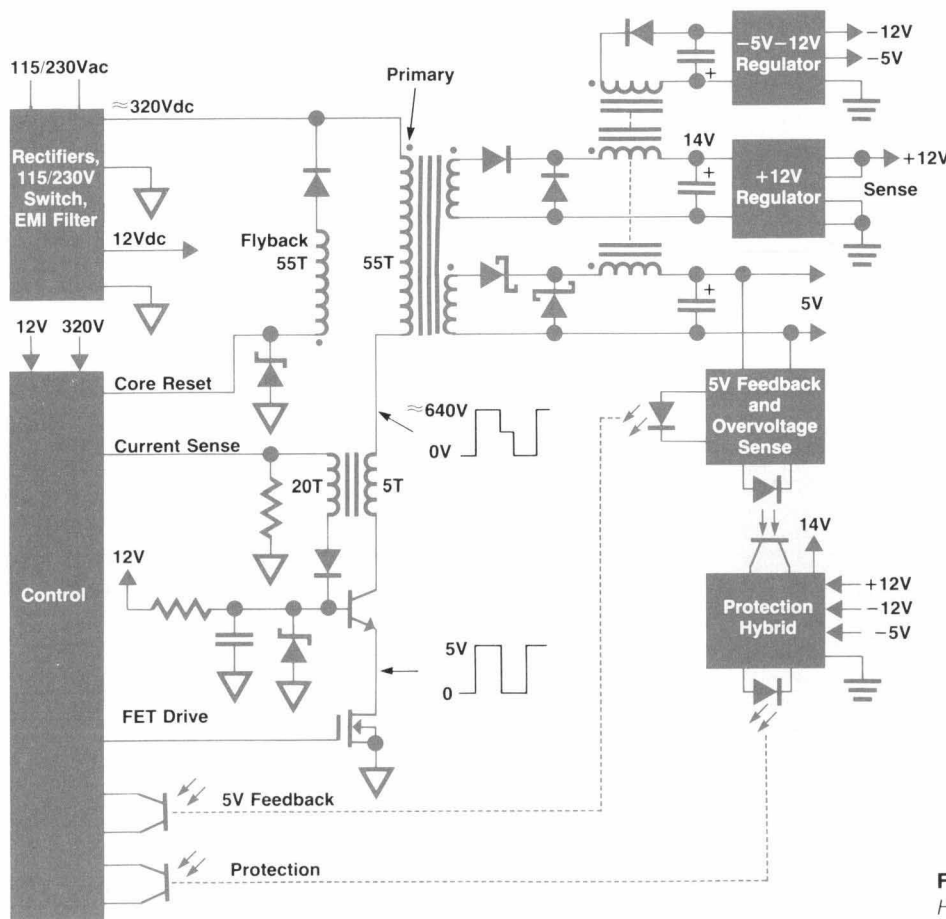 115/230Vac
≈320Vdc
Primary
Rectifiers,
115/230V
Switch,
EMI Filter
12Vdc
Flyback
55T
55T
−5V−12V
Regulator
−12V
−5V
14V
+
+
+12V
Regulator
+12V
Sense
+
5V
12V
320V
Core Reset
Current Sense
≈640V
0V
20T
5T
5V Feedback
and
Overvoltage
Sense
12V
Control
14V
Protection
Hybrid
+12V
−12V
−5V
5V
0
FET Drive
5V Feedback
Protection